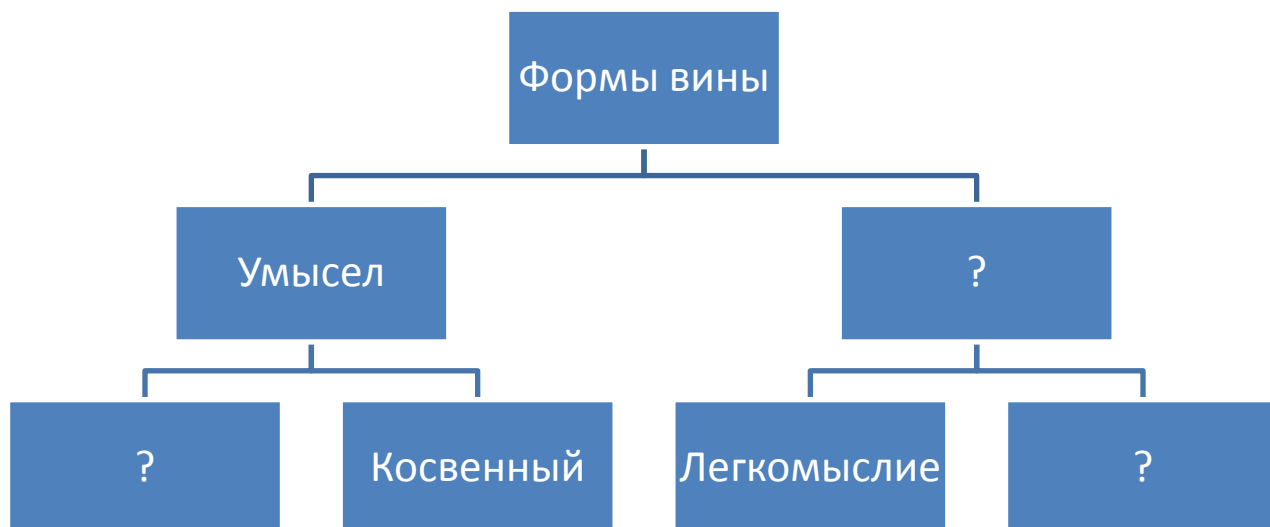 Формы вины
Умысел
?
?
Косвенный
Легкомыслие
?